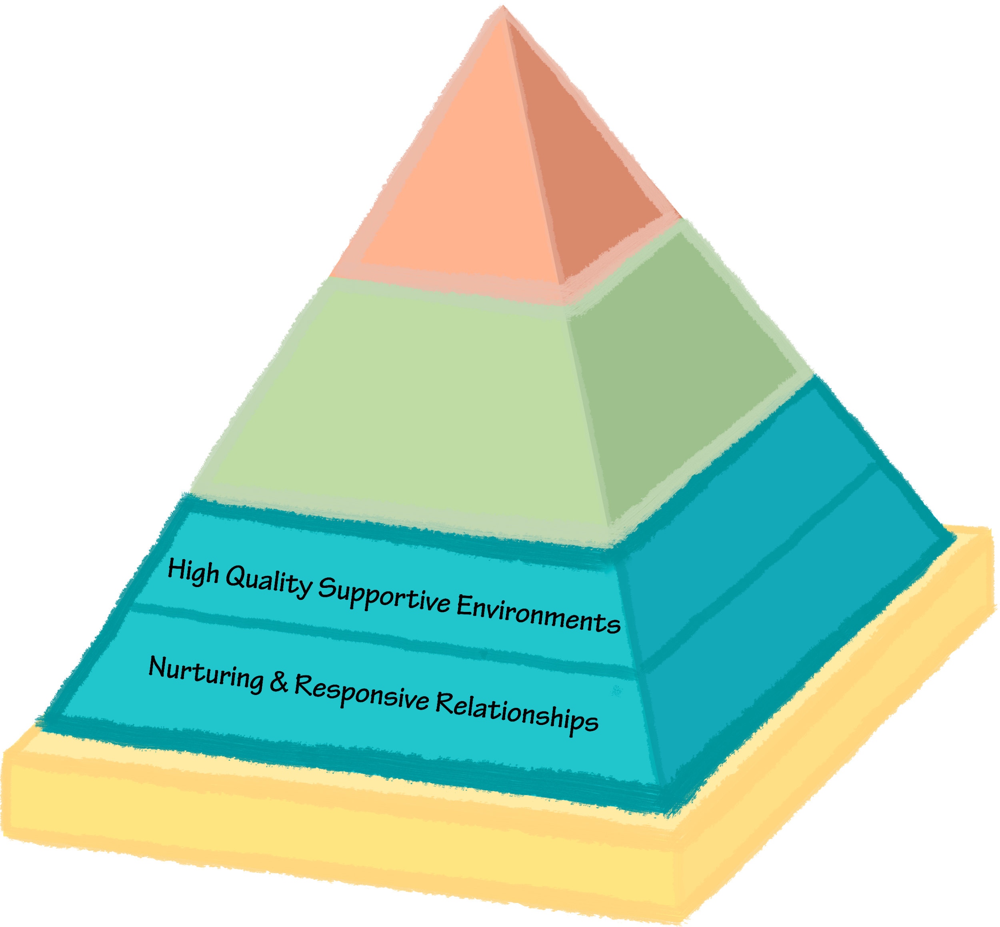 High Quality Supportive Environments
Nurturing & Responsive Relationships